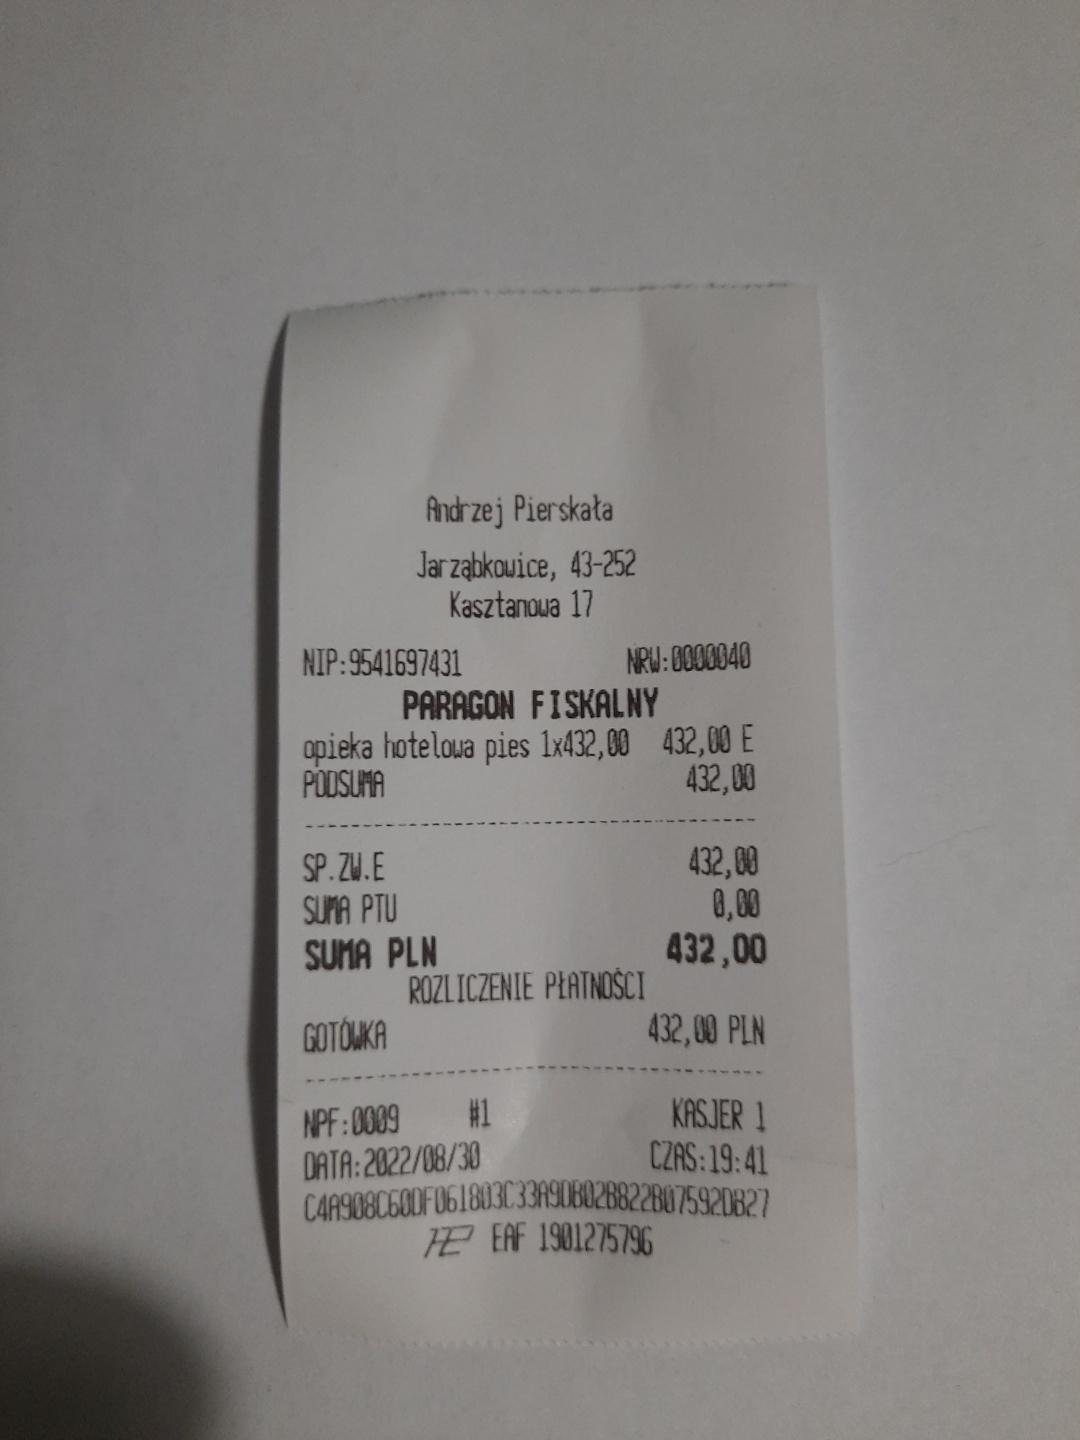 Andrzej Pierskała
Jarząbkowice, 43-252
Kasztanowa 17
NIP:9541697431 NRW:0000040
PARAGON FISKALNY
opieka hotelowa pies 1x432,00 432,00 E
PODSUMA 432,00
SP.ZW.E 432,00
SUMA PTU 0,00
SUMA PLN 432,00
ROZLICZENIE PŁATNOŚCI
GOTÓWKA 432,00 PLN
NPF:0009 #1 KASJER 1
DATA:2022/08/30 CZAS:19:41
C4A908C60DF061803C33A9DB02B822B07592DB27
EAF 1901275796